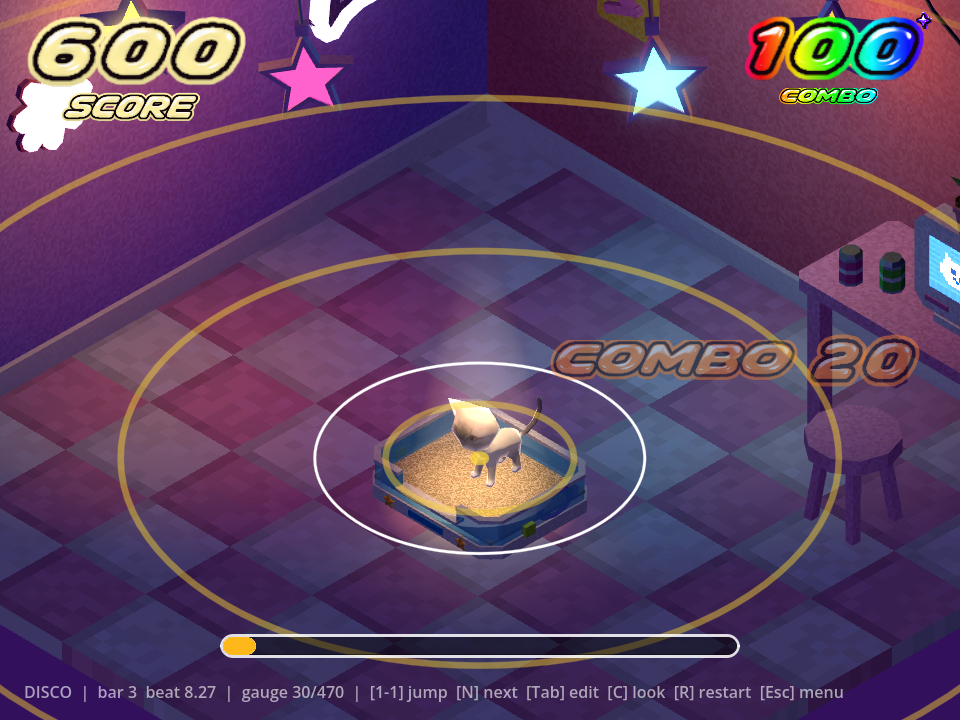 600
SCORE
100
COMBO
COMBO 20
DISCO | bar 3 beat 8.27 | gauge 30/470 | [1-1] jump [N] next [Tab] edit [C] look [R] restart [Esc] menu